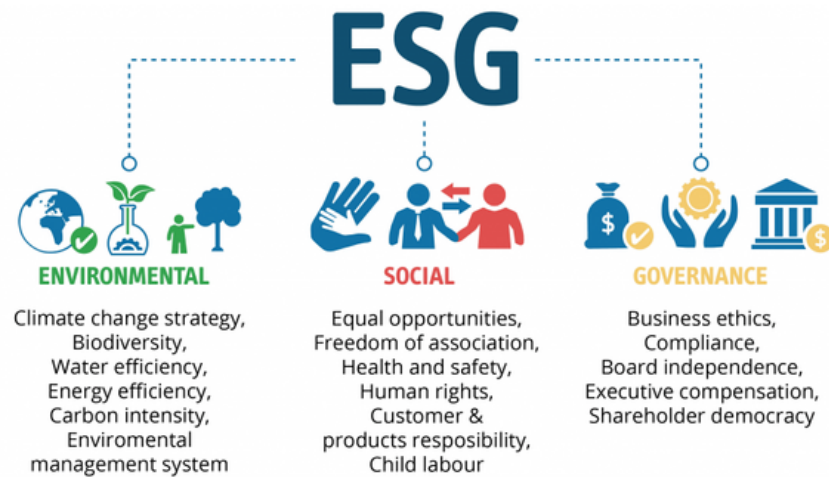 ESG
ENVIRONMENTAL
Climate change strategy,
Biodiversity,
Water efficiency,
Energy efficiency,
Carbon intensity,
Enviromental
management system
SOCIAL
Equal opportunities,
Freedom of association,
Health and safety,
Human rights,
Customer &
products resposibility,
Child labour
$
$
GOVERNANCE
Business ethics,
Compliance,
Board independence,
Executive compensation,
Shareholder democracy